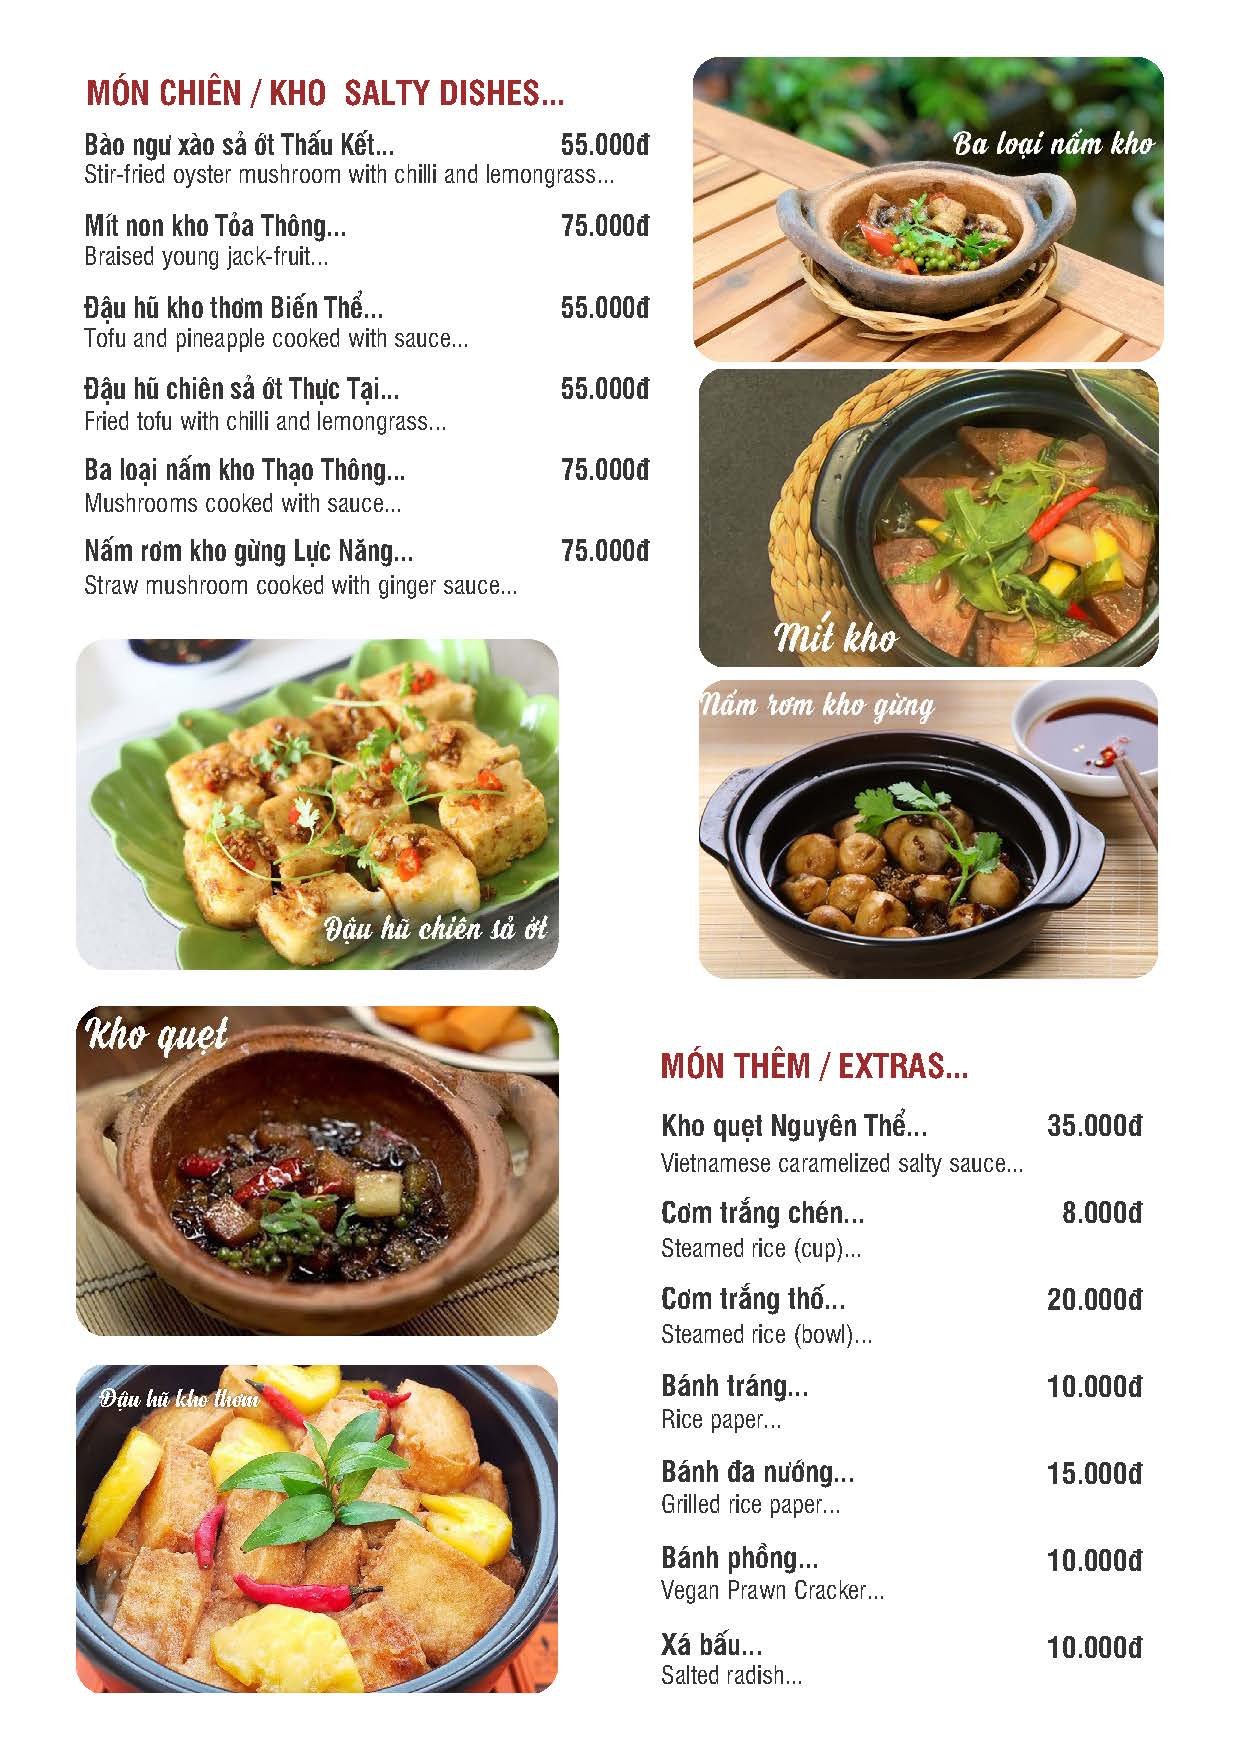 MÓN CHIÊN / KHO SALTY DISHES...
Bào ngư xào sả ớt Thấu Kết... 55.000đ
Stir-fried oyster mushroom with chilli and lemongrass...
Mít non kho Tỏa Thông... 75.000đ
Braised young jack-fruit...
Đậu hũ kho thơm Biến Thể... 55.000đ
Tofu and pineapple cooked with sauce...
Đậu hũ chiên sả ớt Thực Tại... 55.000đ
Fried tofu with chilli and lemongrass...
Ba loại nấm kho Thạo Thông... 75.000đ
Mushrooms cooked with sauce...
Nấm rơm kho gừng Lực Năng... 75.000đ
Straw mushroom cooked with ginger sauce...
Ba loại nấm kho
Mít kho
Nấm rơm kho gừng
Đậu hũ chiên sả ớt
Kho quẹt
Đậu hũ kho thơm
MÓN THÊM / EXTRAS...
Kho quẹt Nguyên Thể... 35.000đ
Vietnamese caramelized salty sauce...
Cơm trắng chén... 8.000đ
Steamed rice (cup)...
Cơm trắng thố... 20.000đ
Steamed rice (bowl)...
Bánh tráng... 10.000đ
Rice paper...
Bánh đa nướng... 15.000đ
Grilled rice paper...
Bánh phồng... 10.000đ
Vegan Prawn Cracker...
Xá bấu... 10.000đ
Salted radish...